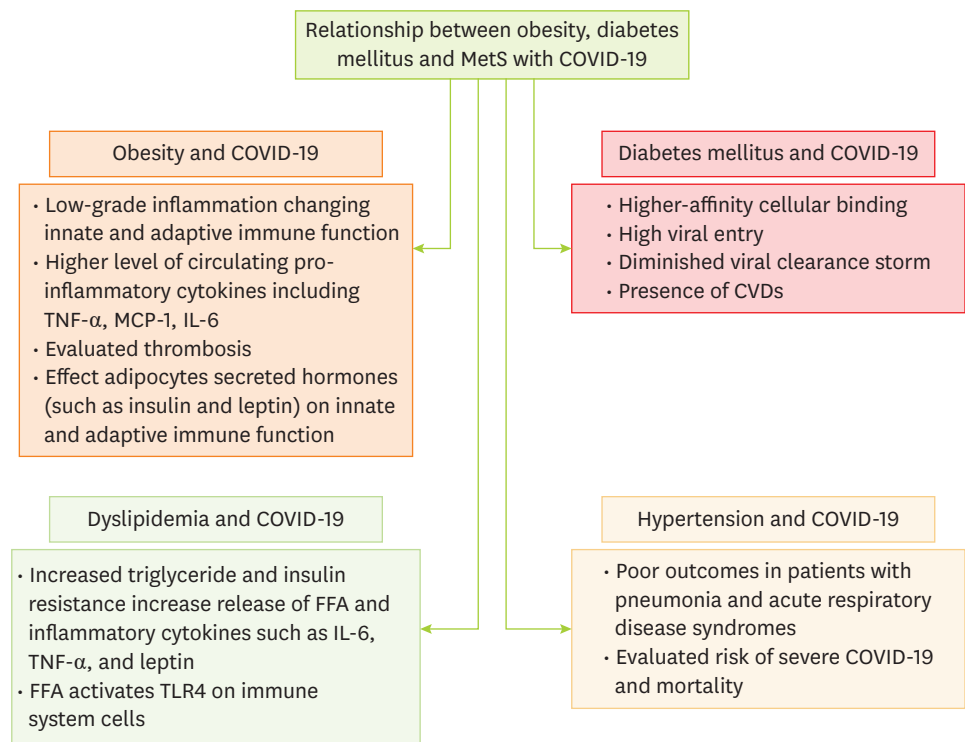 Relationship between obesity, diabetes
mellitus and MetS with COVID-19
Obesity and COVID-19
· Low-grade inflammation changing
innate and adaptive immune function
· Higher level of circulating pro-
inflammatory cytokines including
TNF-α, MCP-1, IL-6
· Evaluated thrombosis
· Effect adipocytes secreted hormones
(such as insulin and leptin) on innate
and adaptive immune function
Diabetes mellitus and COVID-19
· Higher-affinity cellular binding
· High viral entry
· Diminished viral clearance storm
· Presence of CVDs
Dyslipidemia and COVID-19
· Increased triglyceride and insulin
resistance increase release of FFA and
inflammatory cytokines such as IL-6,
TNF-α, and leptin
· FFA activates TLR4 on immune
system cells
Hypertension and COVID-19
· Poor outcomes in patients with
pneumonia and acute respiratory
disease syndromes
· Evaluated risk of severe COVID-19
and mortality